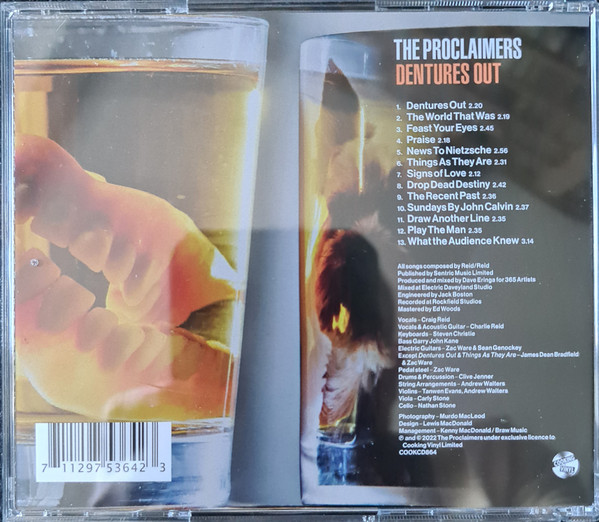 THE PROCLAIMERS
DENTURES OUT
1. Dentures Out 2.20
2. The World That Was 2.19
3. Feast Your Eyes 2.45
4. Praise 2.18
5. News To Nietzsche 2.56
6. Things As They Are 2.31
7. Signs of Love 2.12
8. Drop Dead Destiny 2.42
9. The Recent Past 2.36
10. Sundays By John Calvin 2.37
11. Draw Another Line 2.35
12. Play The Man 2.35
13. What the Audience Knew 3.14
All songs composed by Reid/Reid
Published by Sentric Music Limited
Produced and mixed by Dave Eringa for 365 Artists
Mixed at Electric Daveyland Studio
Engineered by Jack Boston
Recorded at Rockfield Studios
Mastered by Ed Woods
Vocals – Craig Reid
Vocals & Acoustic Guitar – Charlie Reid
Keyboards – Steven Christie
Bass Garry John Kane
Electric Guitars – Zac Ware & Sean Genockey
Except Dentures Out & Things As They Are – James Dean Bradfield
& Zac Ware
Pedal steel – Zac Ware
Drums & Percussion – Clive Jenner
String Arrangements – Andrew Walters
Violins – Tanwen Evans, Andrew Walters
Viola – Carly Stone
Cello – Nathan Stone
Photography – Murdo MacLeod
Design – Lewis MacDonald
Management – Kenny MacDonald / Braw Music
℗ and © 2022 The Proclaimers under exclusive licence to
Cooking Vinyl Limited
COOKCD864
COOKING VINYL
7 11297 53642 3